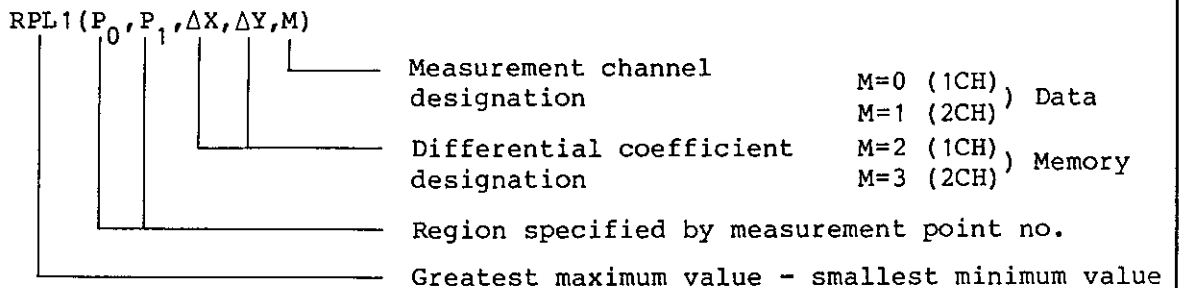 RPL1(P0,P1,ΔX,ΔY,M)
Measurement channel M=0 (1CH)
designation M=1 (2CH) ) Data
Differential coefficient M=2 (1CH)
designation M=3 (2CH) ) Memory
Region specified by measurement point no.
Greatest maximum value - smallest minimum value